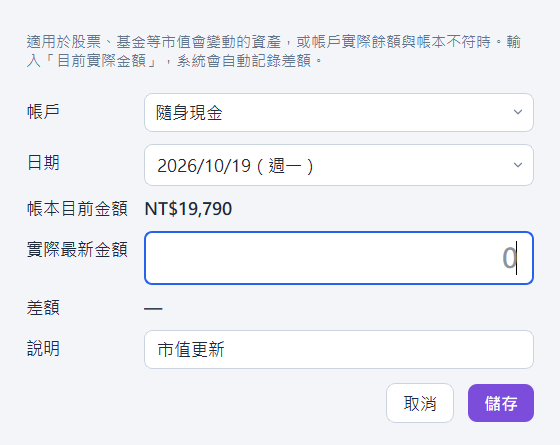 適用於股票、基金等市值會變動的資產，或帳戶實際餘額與帳本不符時。輸
入「目前實際金額」，系統會自動記錄差額。
帳戶 隨身現金
日期 2026/10/19（週一）
帳本目前金額 NT$19,790
實際最新金額 0
差額 —
說明 市值更新
取消 儲存